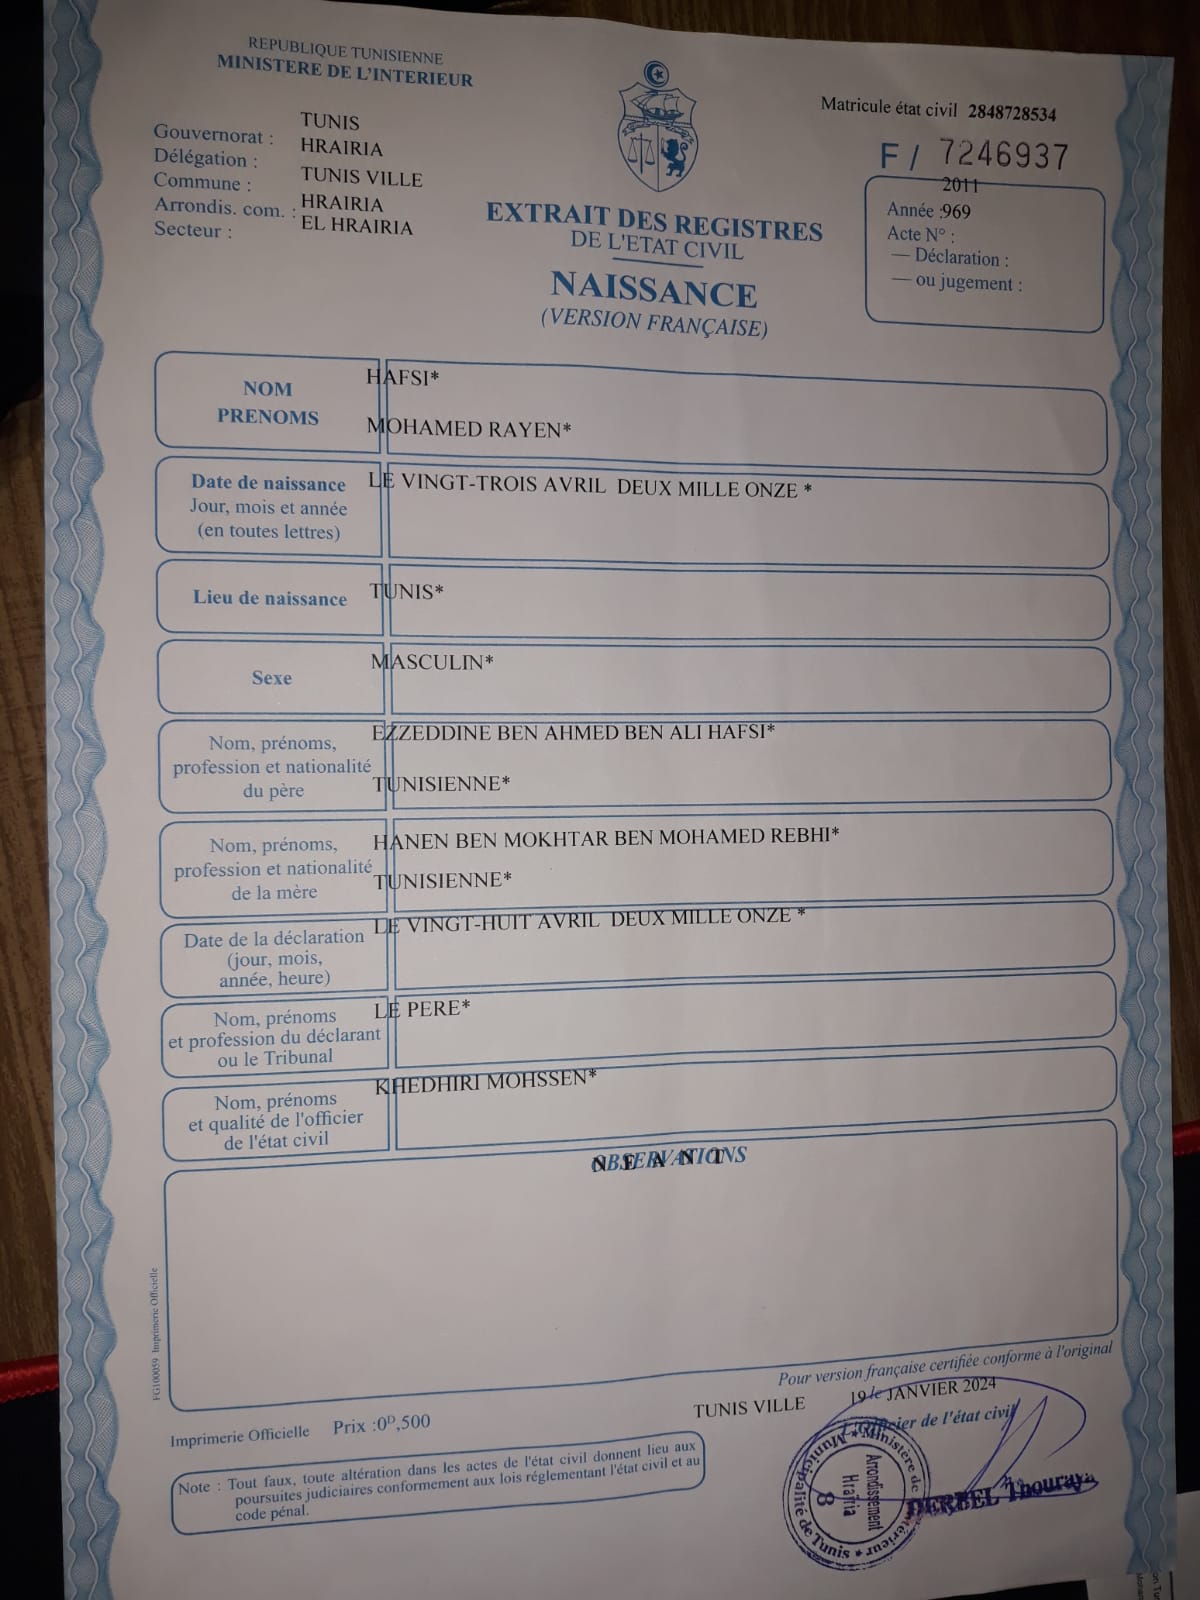 REPUBLIQUE TUNISIENNE
MINISTERE DE L'INTERIEUR
Gouvernorat : TUNIS
Délégation : HRAIRIA
Commune : TUNIS VILLE
Arrondis. com. : HRAIRIA
Secteur : EL HRAIRIA
Matricule état civil 2848728534
F / 7246937
2011
Année :969
Acte N° :
— Déclaration :
— ou jugement :
EXTRAIT DES REGISTRES
DE L'ETAT CIVIL
NAISSANCE
(VERSION FRANÇAISE)
NOM HAFSI*
PRENOMS MOHAMED RAYEN*
Date de naissance LE VINGT-TROIS AVRIL DEUX MILLE ONZE *
Jour, mois et année
(en toutes lettres)
Lieu de naissance TUNIS*
Sexe MASCULIN*
Nom, prénoms, EZZEDDINE BEN AHMED BEN ALI HAFSI*
profession et nationalité
du père TUNISIENNE*
Nom, prénoms, HANEN BEN MOKHTAR BEN MOHAMED REBHI*
profession et nationalité
de la mère TUNISIENNE*
Date de la déclaration LE VINGT-HUIT AVRIL DEUX MILLE ONZE *
(jour, mois,
année, heure)
Nom, prénoms LE PERE*
et profession du déclarant
ou le Tribunal
Nom, prénoms KHEDHIRI MOHSSEN*
et qualité de l'officier
de l'état civil
OBSERVATIONS
N E A N T
FG100059 Imprimerie Officielle
Pour version française certifiée conforme à l'original
TUNIS VILLE 19 le JANVIER 2024
L'Officier de l'état civil
Imprimerie Officielle Prix :0ᴰ,500
Note : Tout faux, toute altération dans les actes de l'état civil donnent lieu aux
poursuites judiciaires conformement aux lois réglementant l'état civil et au
code pénal.
Ministère de l'Intérieur * Municipalité de Tunis *
Arrondissement
Hrairia
8
DERBEL Thouraya